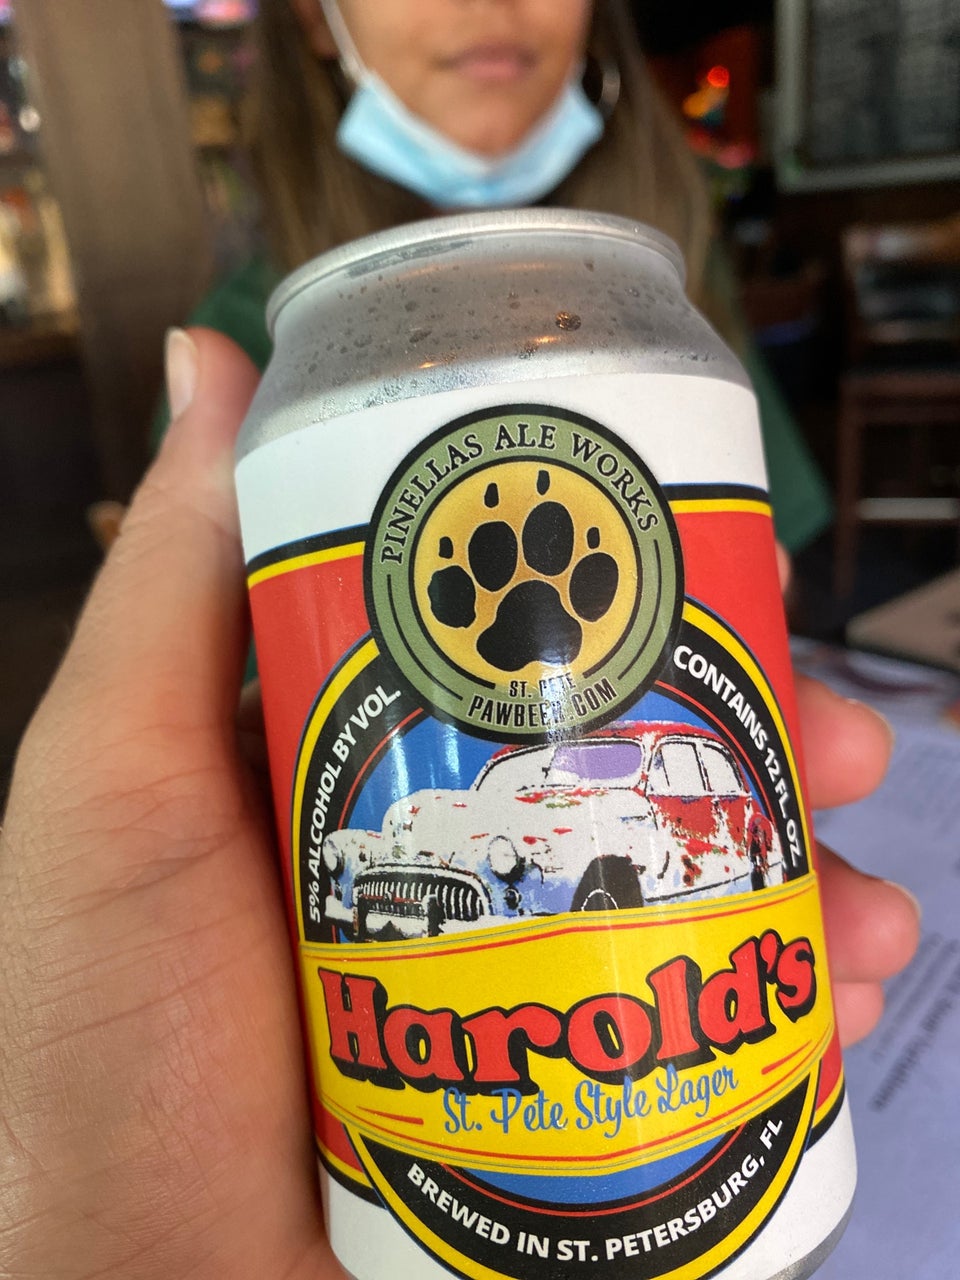 PINELLAS ALE WORKS
ST. PETE
PAWBEER.COM
5% ALCOHOL BY VOL.
CONTAINS 12 FL. OZ.
Harold's
St. Pete Style Lager
BREWED IN ST. PETERSBURG, FL